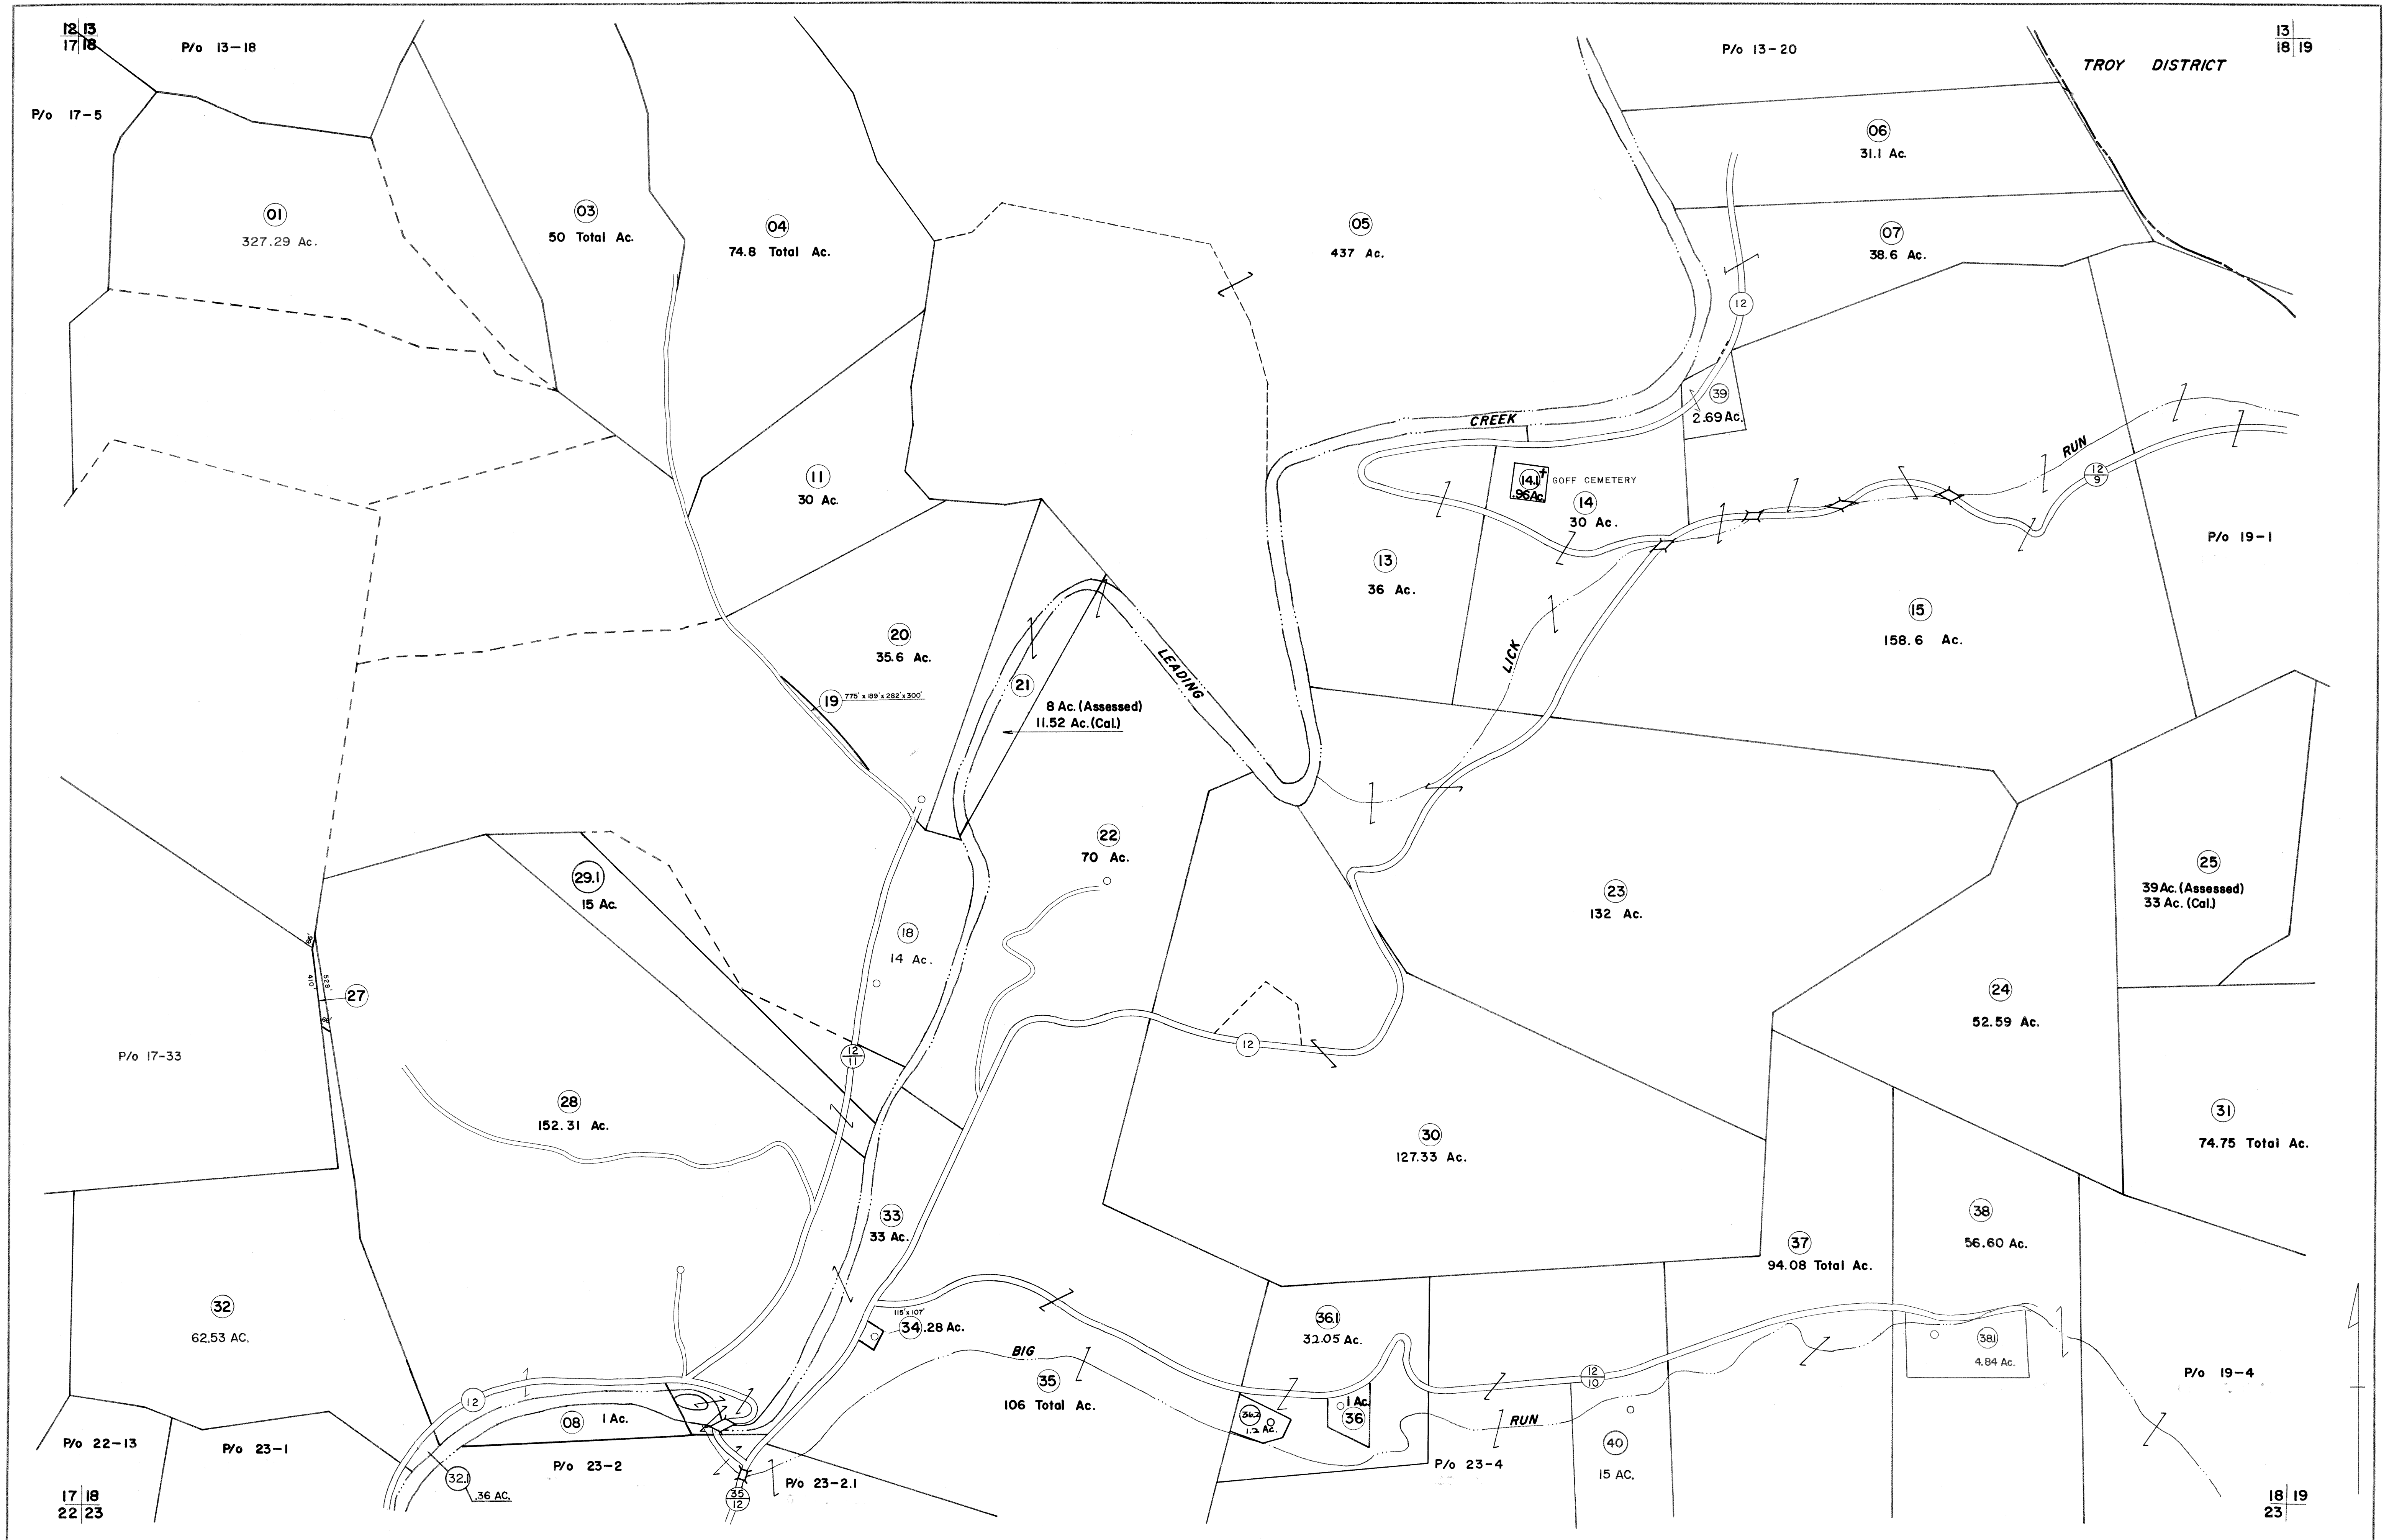 12 13
17 18
P/o 13-18
P/o 13-20
13
18 19
TROY DISTRICT
P/o 17-5
01
327.29 Ac.
03
50 Total Ac.
04
74.8 Total Ac.
05
437 Ac.
06
31.1 Ac.
07
38.6 Ac.
12
39
2.69 Ac.
CREEK
RUN
12
9
11
30 Ac.
14.1
.96 Ac.
GOFF CEMETERY
14
30 Ac.
13
36 Ac.
P/o 19-1
15
158.6 Ac.
LICK
LEADING
20
35.6 Ac.
19
775' x 189' x 282' x 300'
21
8 Ac. (Assessed)
11.52 Ac. (Cal.)
22
70 Ac.
29.1
15 Ac.
23
132 Ac.
25
39 Ac. (Assessed)
33 Ac. (Cal.)
18
14 Ac.
528'
410'
66'
27
24
52.59 Ac.
P/o 17-33
12
11
12
28
152.31 Ac.
30
127.33 Ac.
31
74.75 Total Ac.
33
33 Ac.
38
56.60 Ac.
37
94.08 Total Ac.
32
62.53 AC.
115' x 107'
34 .28 Ac.
36.1
32.05 Ac.
BIG
35
106 Total Ac.
38.1
4.84 Ac.
12
10
P/o 19-4
12
08 1 Ac.
36.2
1.2 AC.
1 Ac.
36
RUN
40
15 AC.
P/o 22-13
P/o 23-1
P/o 23-2
P/o 23-2.1
P/o 23-4
32.1
.36 AC.
35
12
17 18
22 23
18 19
23